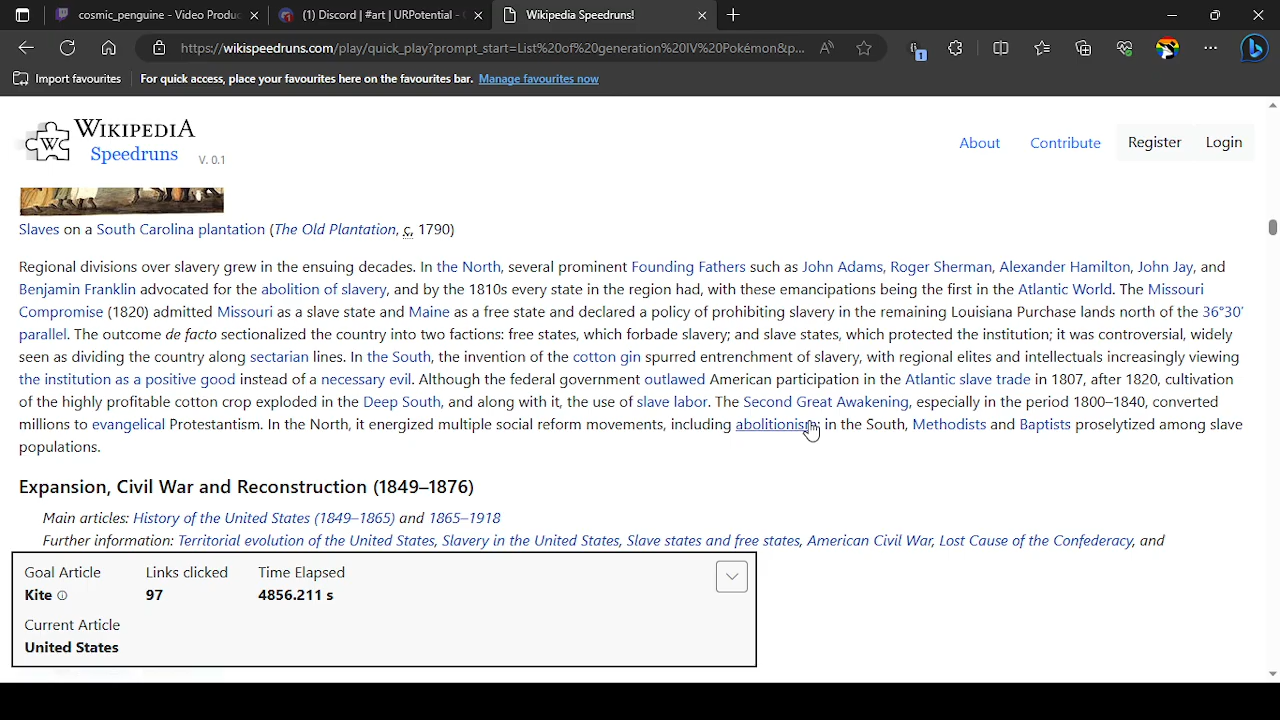 cosmic_penguine - Video Produc
(1) Discord | #art | URPotential -
Wikipedia Speedruns!
https://wikispeedruns.com/play/quick_play?prompt_start=List%20of%20generation%20IV%20Pokémon&p...
1
Import favourites
For quick access, place your favourites here on the favourites bar. Manage favourites now
W
WIKIPEDIA
Speedruns V. 0.1
About Contribute Register Login
Slaves on a South Carolina plantation (The Old Plantation, c. 1790)
Regional divisions over slavery grew in the ensuing decades. In the North, several prominent Founding Fathers such as John Adams, Roger Sherman, Alexander Hamilton, John Jay, and
Benjamin Franklin advocated for the abolition of slavery, and by the 1810s every state in the region had, with these emancipations being the first in the Atlantic World. The Missouri
Compromise (1820) admitted Missouri as a slave state and Maine as a free state and declared a policy of prohibiting slavery in the remaining Louisiana Purchase lands north of the 36°30′
parallel. The outcome de facto sectionalized the country into two factions: free states, which forbade slavery; and slave states, which protected the institution; it was controversial, widely
seen as dividing the country along sectarian lines. In the South, the invention of the cotton gin spurred entrenchment of slavery, with regional elites and intellectuals increasingly viewing
the institution as a positive good instead of a necessary evil. Although the federal government outlawed American participation in the Atlantic slave trade in 1807, after 1820, cultivation
of the highly profitable cotton crop exploded in the Deep South, and along with it, the use of slave labor. The Second Great Awakening, especially in the period 1800–1840, converted
millions to evangelical Protestantism. In the North, it energized multiple social reform movements, including abolitionism; in the South, Methodists and Baptists proselytized among slave
populations.
Expansion, Civil War and Reconstruction (1849–1876)
Main articles: History of the United States (1849–1865) and 1865–1918
Further information: Territorial evolution of the United States, Slavery in the United States, Slave states and free states, American Civil War, Lost Cause of the Confederacy, and
Goal Article Links clicked Time Elapsed
Kite 97 4856.211 s
Current Article
United States